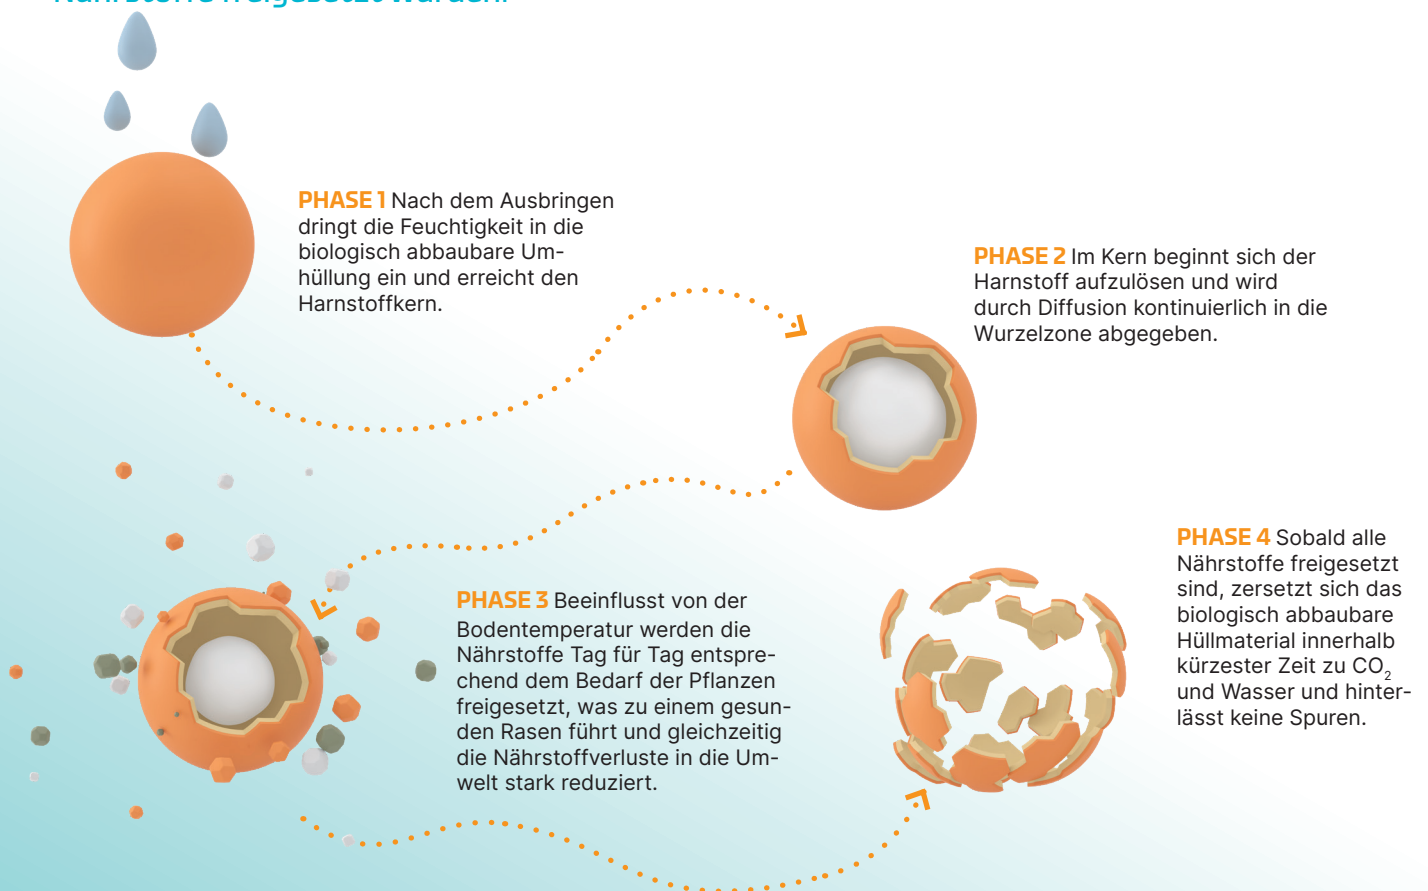 Nährstoffe freigesetzt wurden.
PHASE 1 Nach dem Ausbringen
dringt die Feuchtigkeit in die
biologisch abbaubare Um-
hüllung ein und erreicht den
Harnstoffkern.
PHASE 2 Im Kern beginnt sich der
Harnstoff aufzulösen und wird
durch Diffusion kontinuierlich in die
Wurzelzone abgegeben.
PHASE 3 Beeinflusst von der
Bodentemperatur werden die
Nährstoffe Tag für Tag entspre-
chend dem Bedarf der Pflanzen
freigesetzt, was zu einem gesun-
den Rasen führt und gleichzeitig
die Nährstoffverluste in die Um-
welt stark reduziert.
PHASE 4 Sobald alle
Nährstoffe freigesetzt
sind, zersetzt sich das
biologisch abbaubare
Hüllmaterial innerhalb
kürzester Zeit zu CO₂
und Wasser und hinter-
lässt keine Spuren.